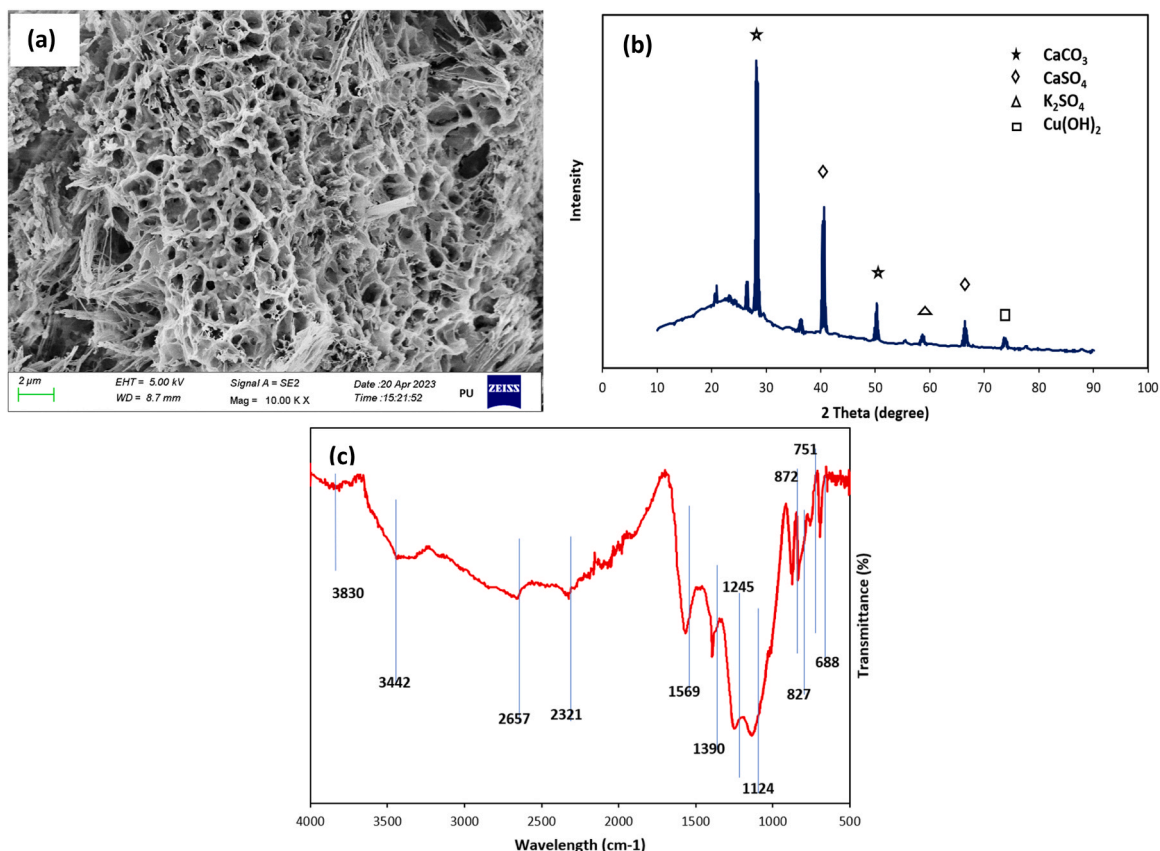 (a)
2 µm
EHT = 5.00 kV
Signal A = SE2
Date :20 Apr 2023
WD = 8.7 mm
Mag = 10.00 K X
Time :15:21:52
PU
ZEISS
(b)
CaCO₃
CaSO₄
K₂SO₄
Cu(OH)₂
Intensity
0 10 20 30 40 50 60 70 80 90 100
2 Theta (degree)
(c)
751
872
1245
3830
3442
2657
2321
1569
1390
1124
827
688
Transmittance (%)
4000 3500 3000 2500 2000 1500 1000 500
Wavelength (cm-1)